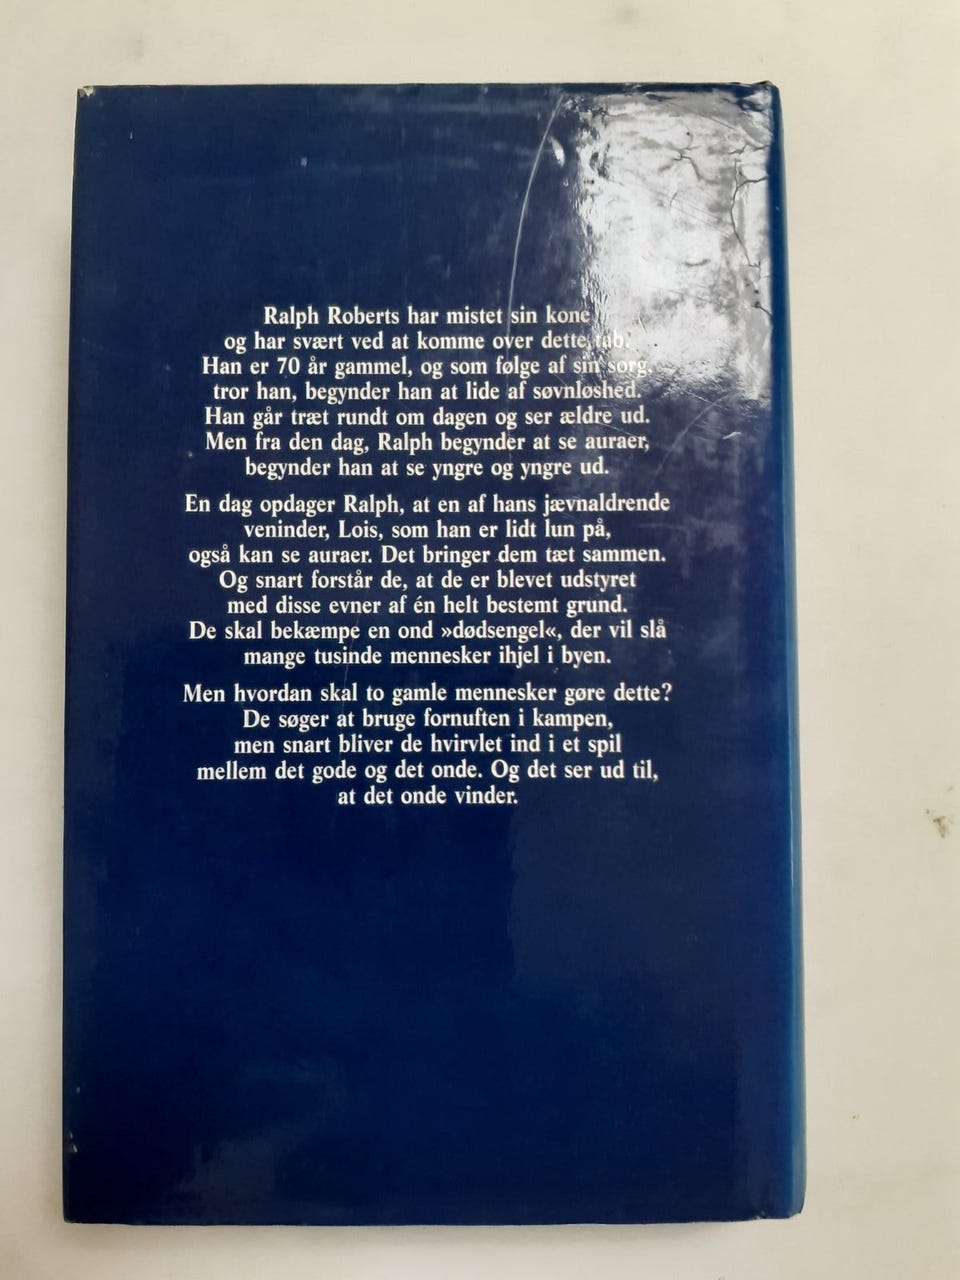 Ralph Roberts har mistet sin kone
og har svært ved at komme over dette tab.
Han er 70 år gammel, og som følge af sin sorg,
tror han, begynder han at lide af søvnløshed.
Han går træt rundt om dagen og ser ældre ud.
Men fra den dag, Ralph begynder at se auraer,
begynder han at se yngre og yngre ud.
En dag opdager Ralph, at en af hans jævnaldrende
veninder, Lois, som han er lidt lun på,
også kan se auraer. Det bringer dem tæt sammen.
Og snart forstår de, at de er blevet udstyret
med disse evner af én helt bestemt grund.
De skal bekæmpe en ond »dødsengel«, der vil slå
mange tusinde mennesker ihjel i byen.
Men hvordan skal to gamle mennesker gøre dette?
De søger at bruge fornuften i kampen,
men snart bliver de hvirvlet ind i et spil
mellem det gode og det onde. Og det ser ud til,
at det onde vinder.